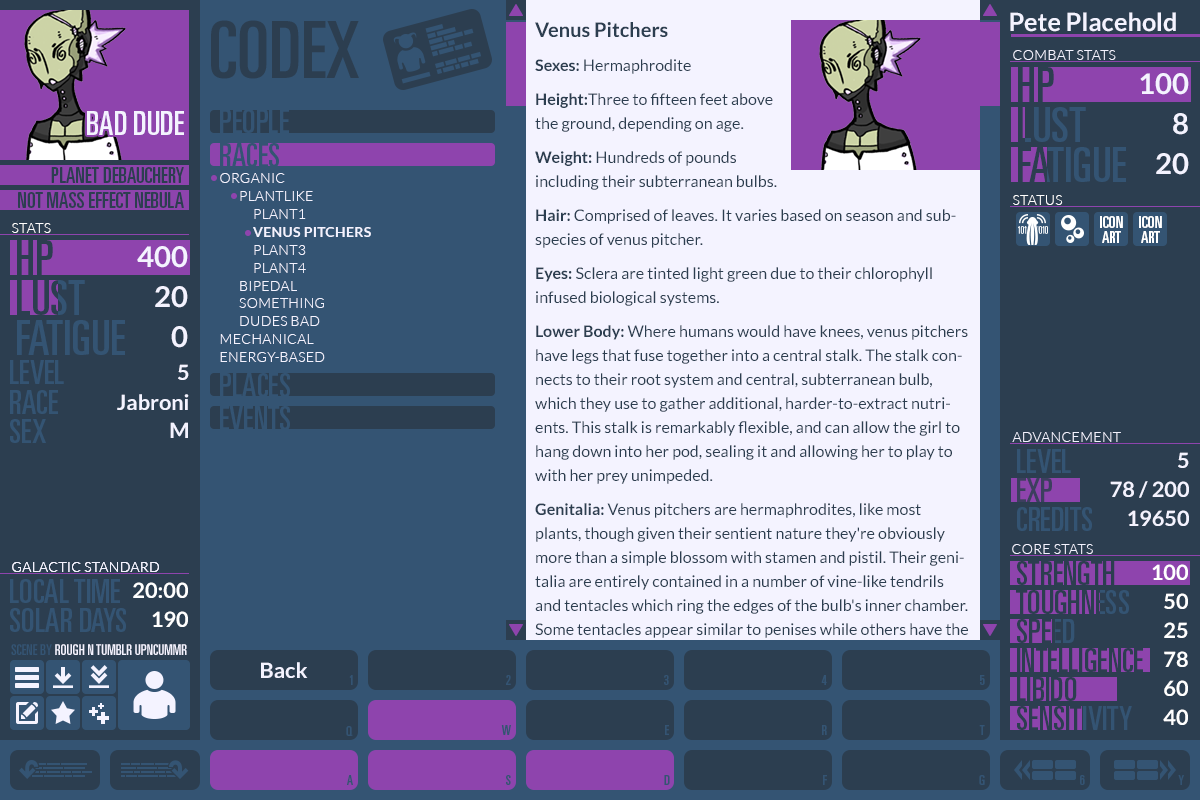 BAD DUDE
PLANET DEBAUCHERY
NOT MASS EFFECT NEBULA
STATS
HP 400
LUST 20
FATIGUE 0
LEVEL 5
RACE Jabroni
SEX M
GALACTIC STANDARD
LOCAL TIME 20:00
SOLAR DAYS 190
SCENE BY ROUGH N TUMBLR UPNCUMMR
CODEX
PEOPLE
RACES
ORGANIC
PLANTLIKE
PLANT1
VENUS PITCHERS
PLANT3
PLANT4
BIPEDAL
SOMETHING
DUDES BAD
MECHANICAL
ENERGY-BASED
PLACES
EVENTS
Venus Pitchers
Sexes: Hermaphrodite
Height:Three to fifteen feet above
the ground, depending on age.
Weight: Hundreds of pounds
including their subterranean bulbs.
Hair: Comprised of leaves. It varies based on season and sub-
species of venus pitcher.
Eyes: Sclera are tinted light green due to their chlorophyll
infused biological systems.
Lower Body: Where humans would have knees, venus pitchers
have legs that fuse together into a central stalk. The stalk con-
nects to their root system and central, subterranean bulb,
which they use to gather additional, harder-to-extract nutri-
ents. This stalk is remarkably flexible, and can allow the girl to
hang down into her pod, sealing it and allowing her to play to
with her prey unimpeded.
Genitalia: Venus pitchers are hermaphrodites, like most
plants, though given their sentient nature they're obviously
more than a simple blossom with stamen and pistil. Their geni-
talia are entirely contained in a number of vine-like tendrils
and tentacles which ring the edges of the bulb's inner chamber.
Some tentacles appear similar to penises while others have the
Pete Placehold
COMBAT STATS
HP 100
LUST 8
FATIGUE 20
STATUS
101 010
ICON
ART
ICON
ART
ADVANCEMENT
LEVEL 5
EXP 78 / 200
CREDITS 19650
CORE STATS
STRENGTH 100
TOUGHNESS 50
SPEED 25
INTELLIGENCE 78
LIBIDO 60
SENSITIVITY 40
Back 1 2 3 4 5
Q W E R T
A S D F G
Y